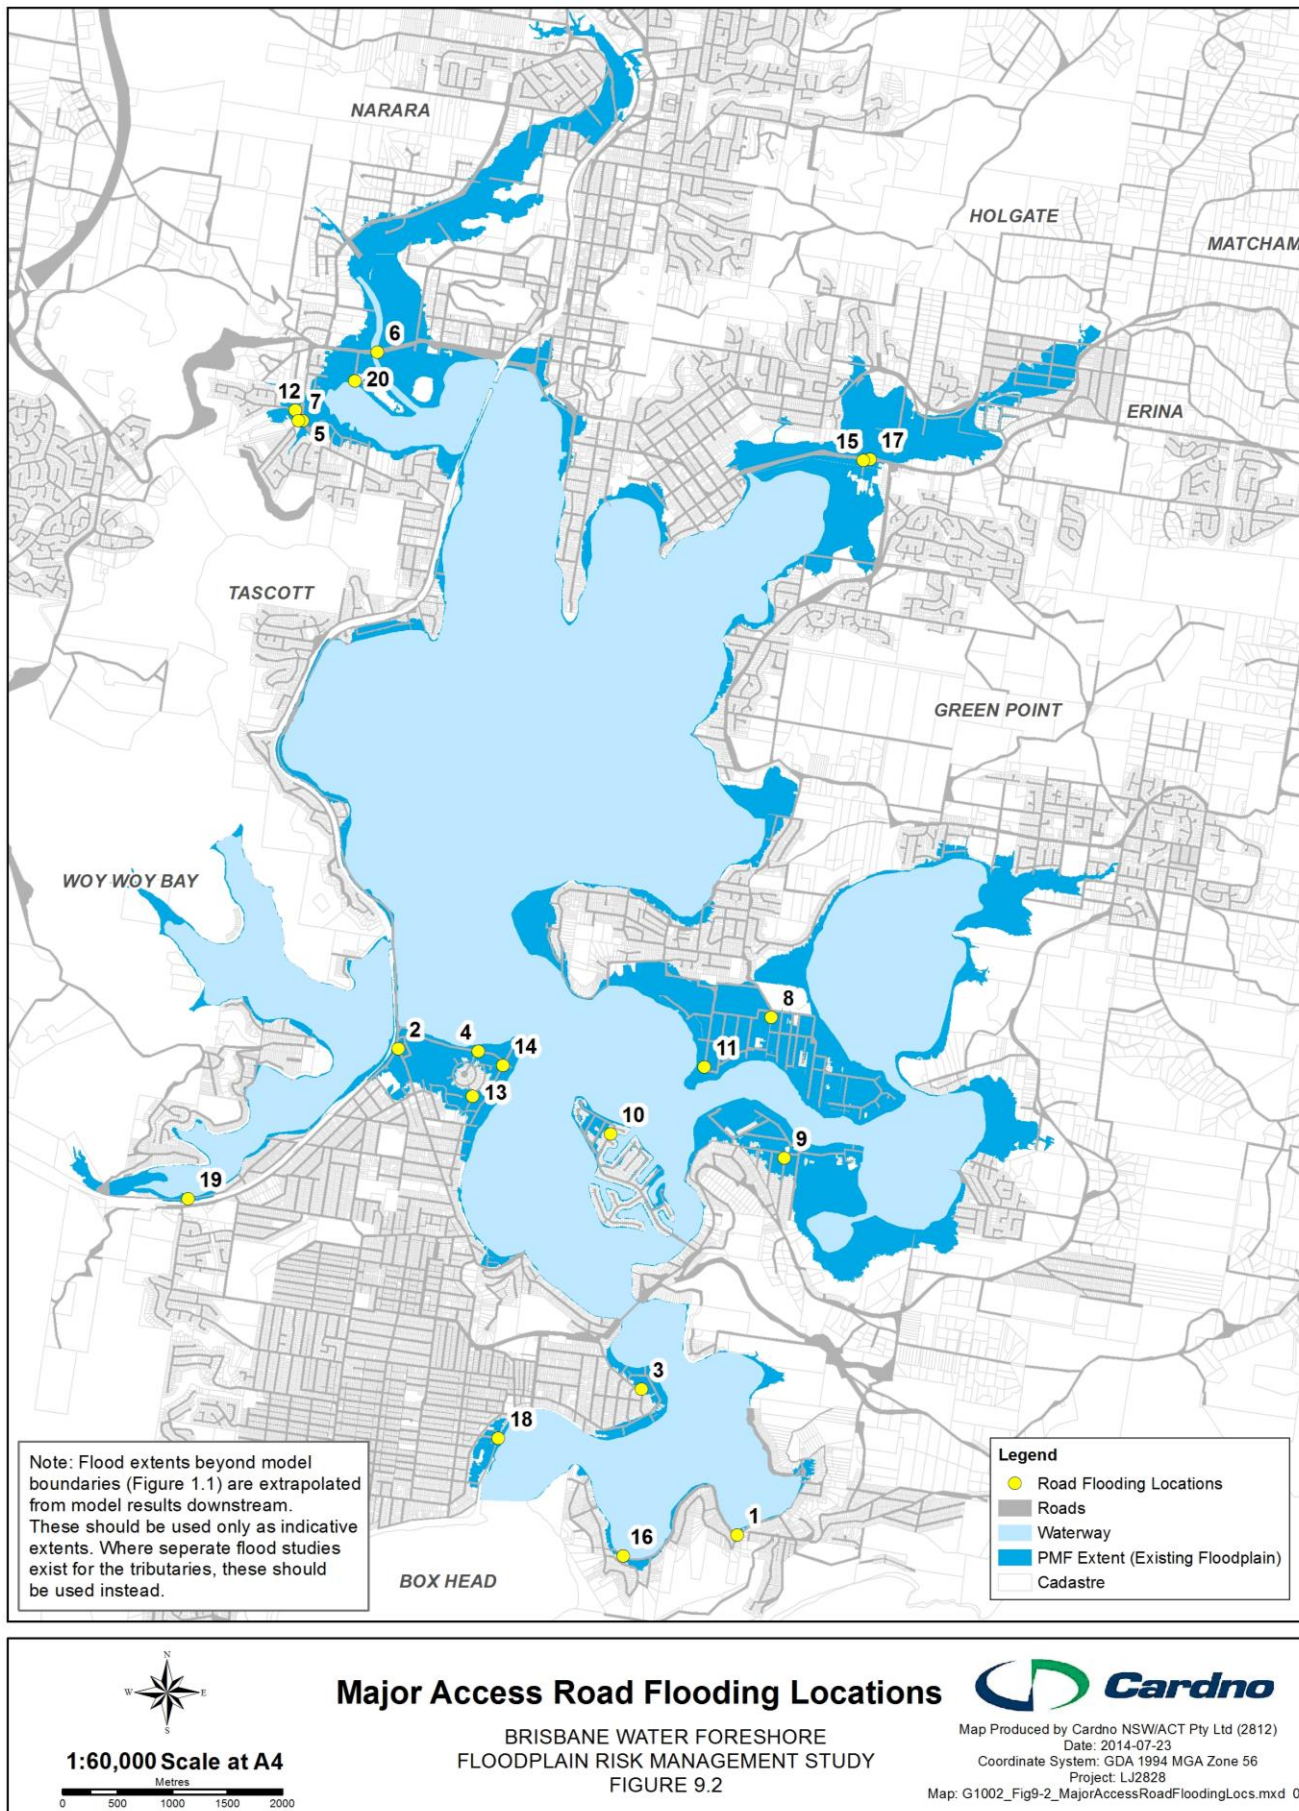 NARARA
HOLGATE
MATCHAM
6
20
12
7
5
ERINA
15
17
TASCOTT
GREEN POINT
WOY WOY BAY
8
2
4
14
11
13
10
9
19
3
18
1
16
BOX HEAD
Note: Flood extents beyond model
boundaries (Figure 1.1) are extrapolated
from model results downstream.
These should be used only as indicative
extents. Where seperate flood studies
exist for the tributaries, these should
be used instead.
Legend
Road Flooding Locations
Roads
Waterway
PMF Extent (Existing Floodplain)
Cadastre
N
W E
S
1:60,000 Scale at A4
Metres
0 500 1000 1500 2000
Major Access Road Flooding Locations
BRISBANE WATER FORESHORE
FLOODPLAIN RISK MANAGEMENT STUDY
FIGURE 9.2
Cardno
Map Produced by Cardno NSW/ACT Pty Ltd (2812)
Date: 2014-07-23
Coordinate System: GDA 1994 MGA Zone 56
Project: LJ2828
Map: G1002_Fig9-2_MajorAccessRoadFloodingLocs.mxd 0